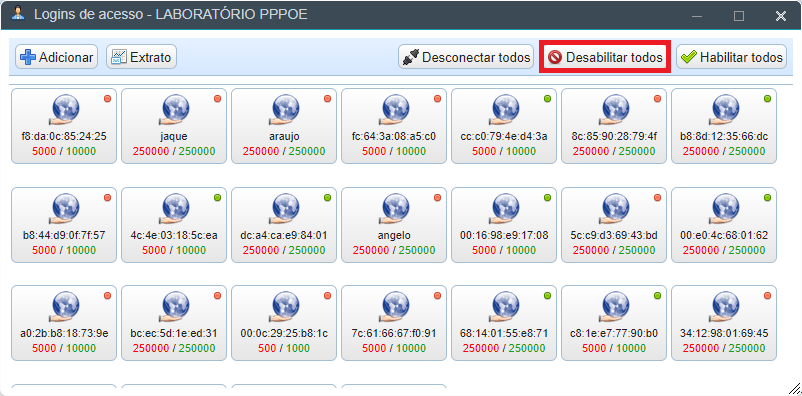 Logins de acesso - LABORATÓRIO PPPOE
Adicionar Extrato Desconectar todos Desabilitar todos Habilitar todos
f8:da:0c:85:24:25 jaque araujo fc:64:3a:08:a5:c0 cc:c0:79:4e:d4:3a 8c:85:90:28:79:4f b8:8d:12:35:66:dc
5000 / 10000 250000 / 250000 250000 / 250000 5000 / 10000 5000 / 10000 250000 / 250000 250000 / 250000
b8:44:d9:0f:7f:57 4c:4e:03:18:5c:ea dc:a4:ca:e9:84:01 angelo 00:16:98:e9:17:08 5c:c9:d3:69:43:bd 00:e0:4c:68:01:62
5000 / 10000 5000 / 10000 250000 / 250000 250000 / 250000 5000 / 10000 250000 / 250000 250000 / 250000
a0:2b:b8:18:73:9e bc:ec:5d:1e:ed:31 00:0c:29:25:b8:1c 7c:61:66:67:f0:91 68:14:01:55:e8:71 c8:1e:e7:77:90:b0 34:12:98:01:69:45
5000 / 10000 250000 / 250000 500 / 1000 5000 / 10000 250000 / 250000 5000 / 10000 250000 / 250000